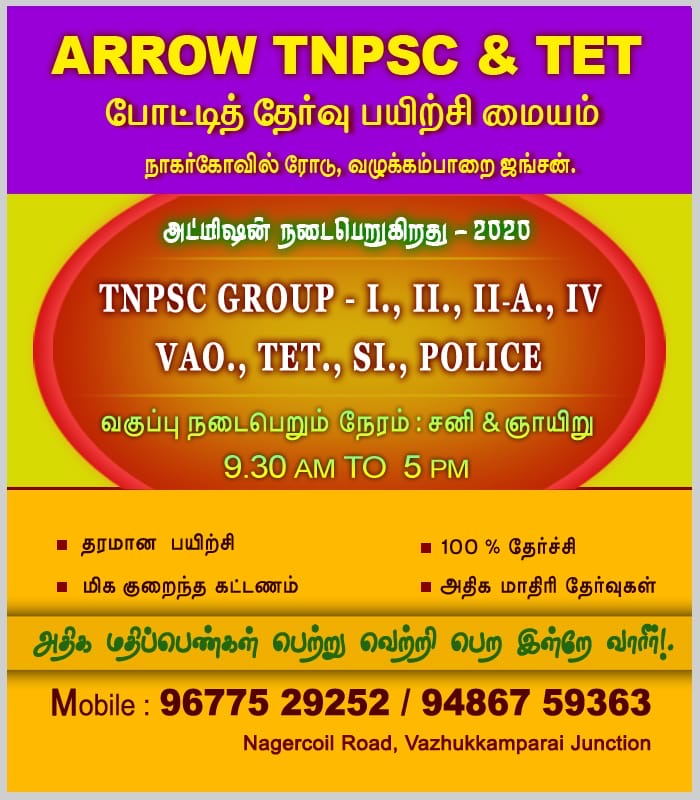 ARROW TNPSC & TET
போட்டித் தேர்வு பயிற்சி மையம்
நாகர்கோவில் ரோடு, வழுக்கம்பாறை ஜங்சன்.
அட்மிஷன் நடைபெறுகிறது – 2020
TNPSC GROUP - I., II., II-A., IV
VAO., TET., SI., POLICE
வகுப்பு நடைபெறும் நேரம் : சனி & ஞாயிறு
9.30 AM TO 5 PM
தரமான பயிற்சி
100 % தேர்ச்சி
மிக குறைந்த கட்டணம்
அதிக மாதிரி தேர்வுகள்
அதிக மதிப்பெண்கள் பெற்று வெற்றி பெற இன்றே வாரீர்!.
Mobile : 96775 29252 / 94867 59363
Nagercoil Road, Vazhukkamparai Junction